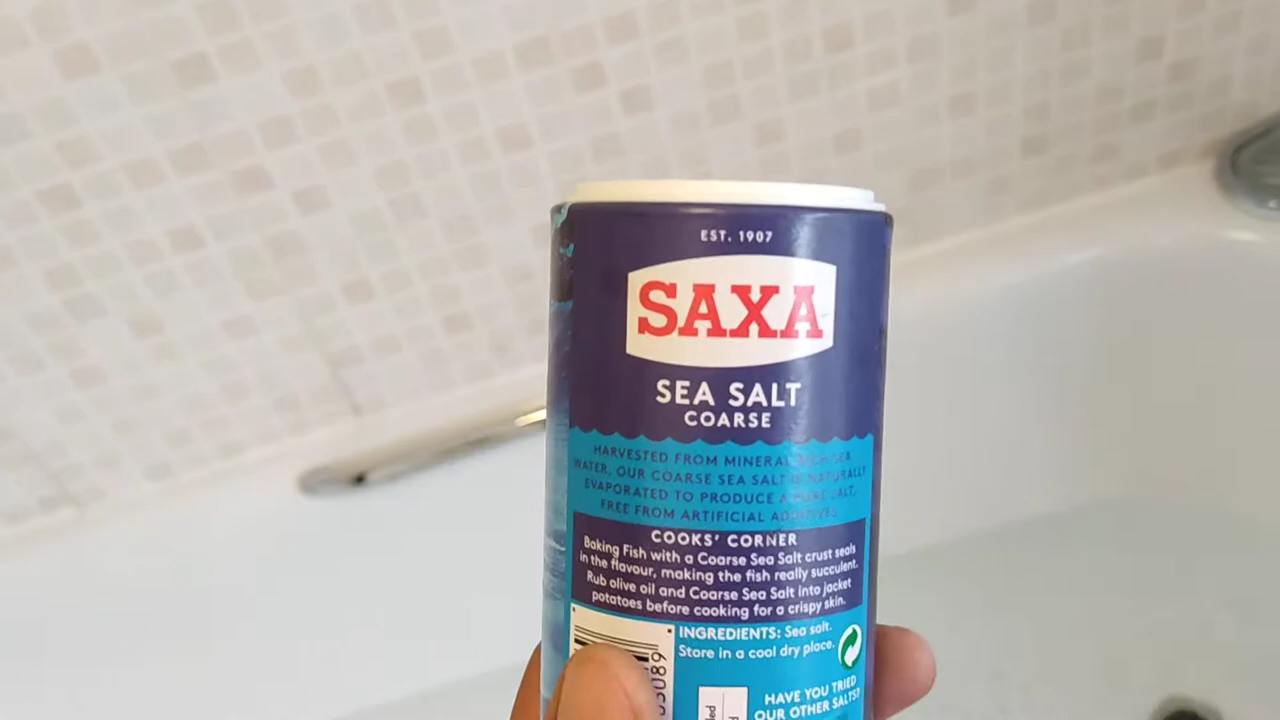 EST. 1907
SAXA
SEA SALT
COARSE
HARVESTED FROM MINERAL RICH SEA
WATER, OUR COARSE SEA SALT IS NATURALLY
EVAPORATED TO PRODUCE A PURE SALT,
FREE FROM ARTIFICIAL ADDITIVES.
COOKS' CORNER
Baking Fish with a Coarse Sea Salt crust seals
in the flavour, making the fish really succulent.
Rub olive oil and Coarse Sea Salt into jacket
potatoes before cooking for a crispy skin.
INGREDIENTS: Sea salt.
Store in a cool dry place.
HAVE YOU TRIED
OUR OTHER SALTS?